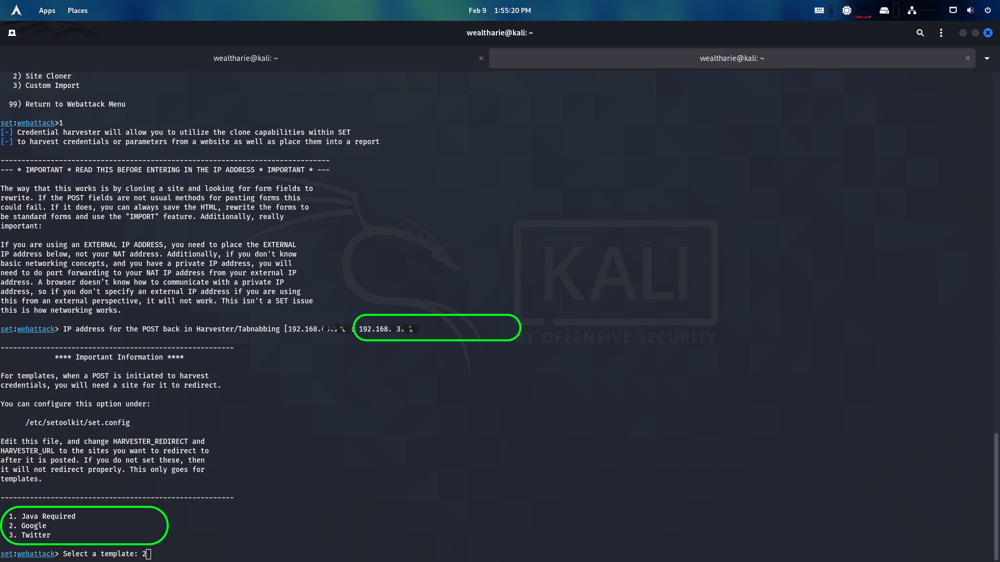 Apps Places Feb 9 1:55:20 PM
wealtharie@kali: ~
wealtharie@kali: ~ × wealtharie@kali: ~ ×
2) Site Cloner
3) Custom Import
99) Return to Webattack Menu
set:webattack>1
[-] Credential harvester will allow you to utilize the clone capabilities within SET
[-] to harvest credentials or parameters from a website as well as place them into a report
-------------------------------------------------------------------------------
--- * IMPORTANT * READ THIS BEFORE ENTERING IN THE IP ADDRESS * IMPORTANT * ---
The way that this works is by cloning a site and looking for form fields to
rewrite. If the POST fields are not usual methods for posting forms this
could fail. If it does, you can always save the HTML, rewrite the forms to
be standard forms and use the "IMPORT" feature. Additionally, really
important:
If you are using an EXTERNAL IP ADDRESS, you need to place the EXTERNAL
IP address below, not your NAT address. Additionally, if you don't know
basic networking concepts, and you have a private IP address, you will
need to do port forwarding to your NAT IP address from your external IP
address. A browser doesn’t know how to communicate with a private IP
address, so if you don't specify an external IP address if you are using
this from an external perspective, it will not work. This isn't a SET issue
this is how networking works.
set:webattack> IP address for the POST back in Harvester/Tabnabbing [192.168. : 192.168.
--------------------------------------------------------
**** Important Information ****
For templates, when a POST is initiated to harvest
credentials, you will need a site for it to redirect.
You can configure this option under:
/etc/setoolkit/set.config
Edit this file, and change HARVESTER_REDIRECT and
HARVESTER_URL to the sites you want to redirect to
after it is posted. If you do not set these, then
it will not redirect properly. This only goes for
templates.
--------------------------------------------------------
1. Java Required
2. Google
3. Twitter
set:webattack> Select a template: 2
KALI
BY OFFENSIVE SECURITY